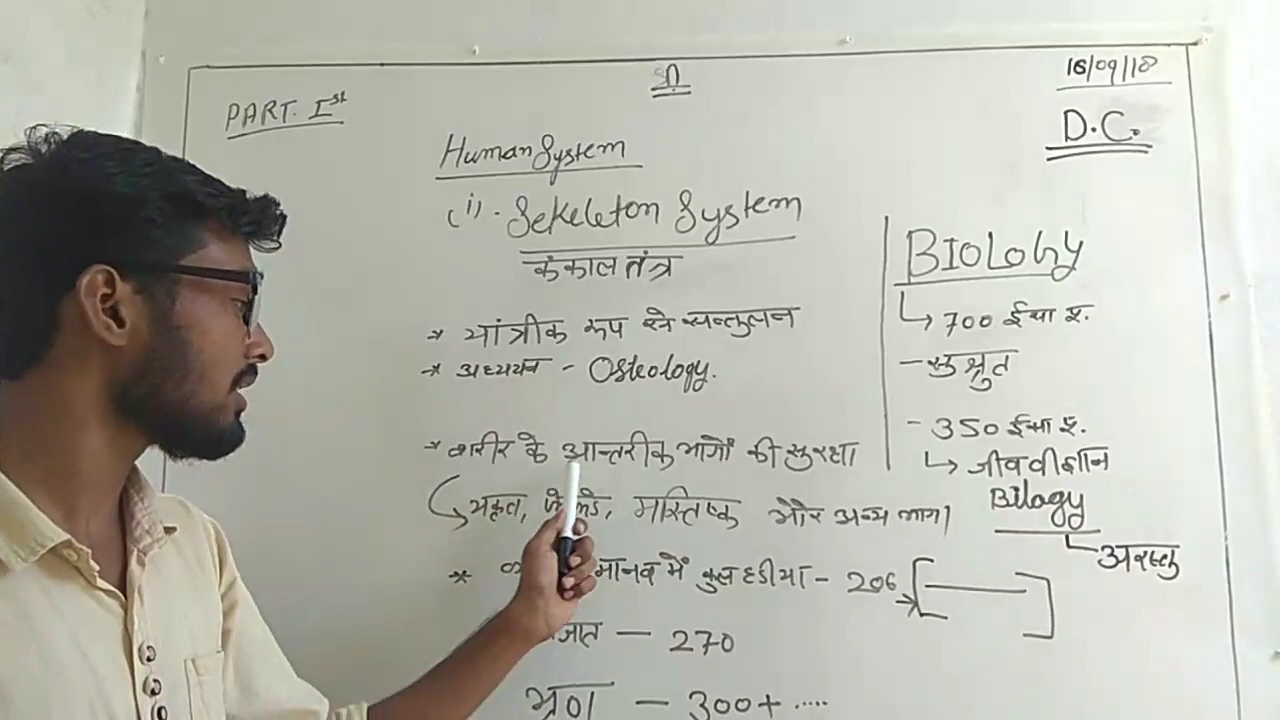 PART. Ist
श्री
16/09/18
D.C.
Human System
(i). Sekeleton System
कंकाल तंत्र
* यांत्रीक रूप से सन्तुलन
* अध्ययन - Osteology.
* शरीर के आन्तरीक भागों की सुरक्षा
यकृत, मस्तिष्क और अन्य भाग।
* मानव में कुल हडीया - 206
जात - 270
भ्रूण - 300+ .....
BIOLOGY
700 ईसा पू.
- सुश्रुत
- 350 ईसा पू.
जीव वीज्ञान
Bilogy
अरस्तु